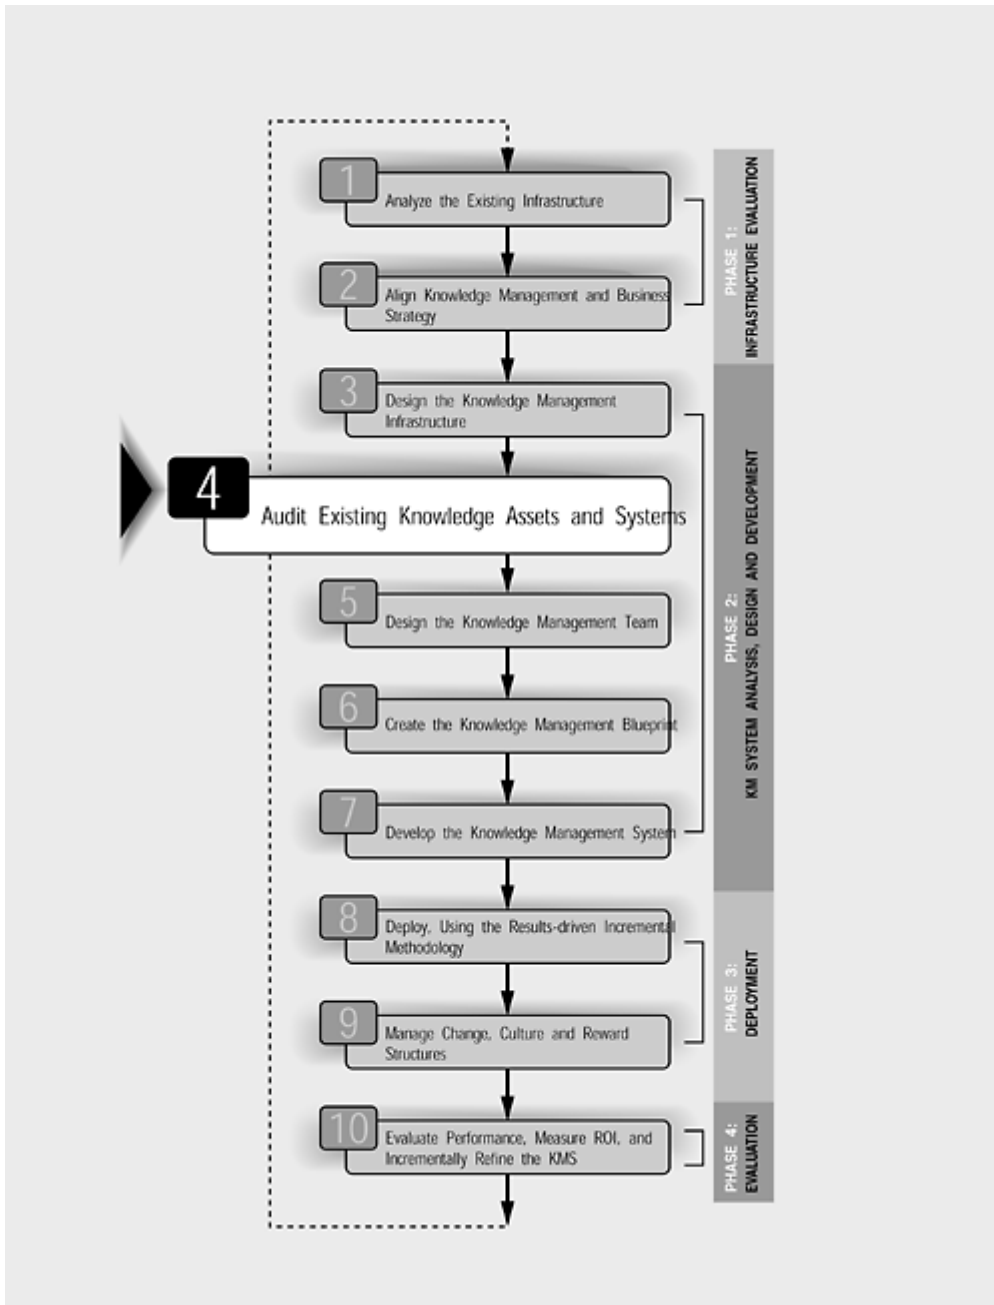 1
Analyze the Existing Infrastructure
2
Align Knowledge Management and Business
Strategy
3
Design the Knowledge Management
Infrastructure
4
Audit Existing Knowledge Assets and Systems
5
Design the Knowledge Management Team
6
Create the Knowledge Management Blueprint
7
Develop the Knowledge Management System
8
Deploy, Using the Results-driven Incremental
Methodology
9
Manage Change, Culture and Reward
Structures
10
Evaluate Performance, Measure ROI, and
Incrementally Refine the KMS
PHASE 1:
INFRASTRUCTURE EVALUATION
PHASE 2:
KM SYSTEM ANALYSIS, DESIGN AND DEVELOPMENT
PHASE 3:
DEPLOYMENT
PHASE 4:
EVALUATION